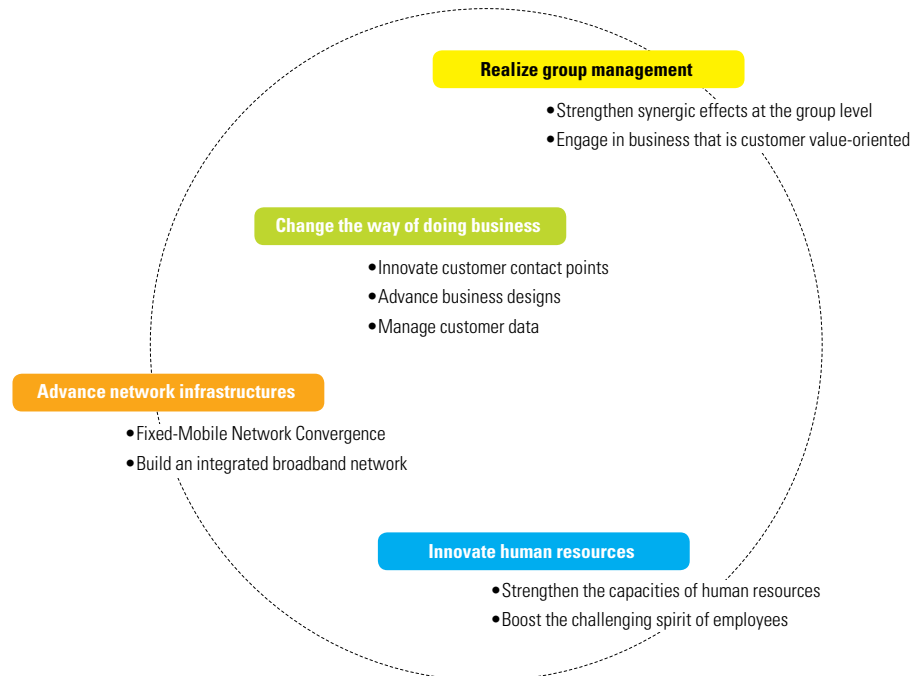 Realize group management
•Strengthen synergic effects at the group level
•Engage in business that is customer value-oriented
Change the way of doing business
•Innovate customer contact points
•Advance business designs
•Manage customer data
Advance network infrastructures
•Fixed-Mobile Network Convergence
•Build an integrated broadband network
Innovate human resources
•Strengthen the capacities of human resources
•Boost the challenging spirit of employees